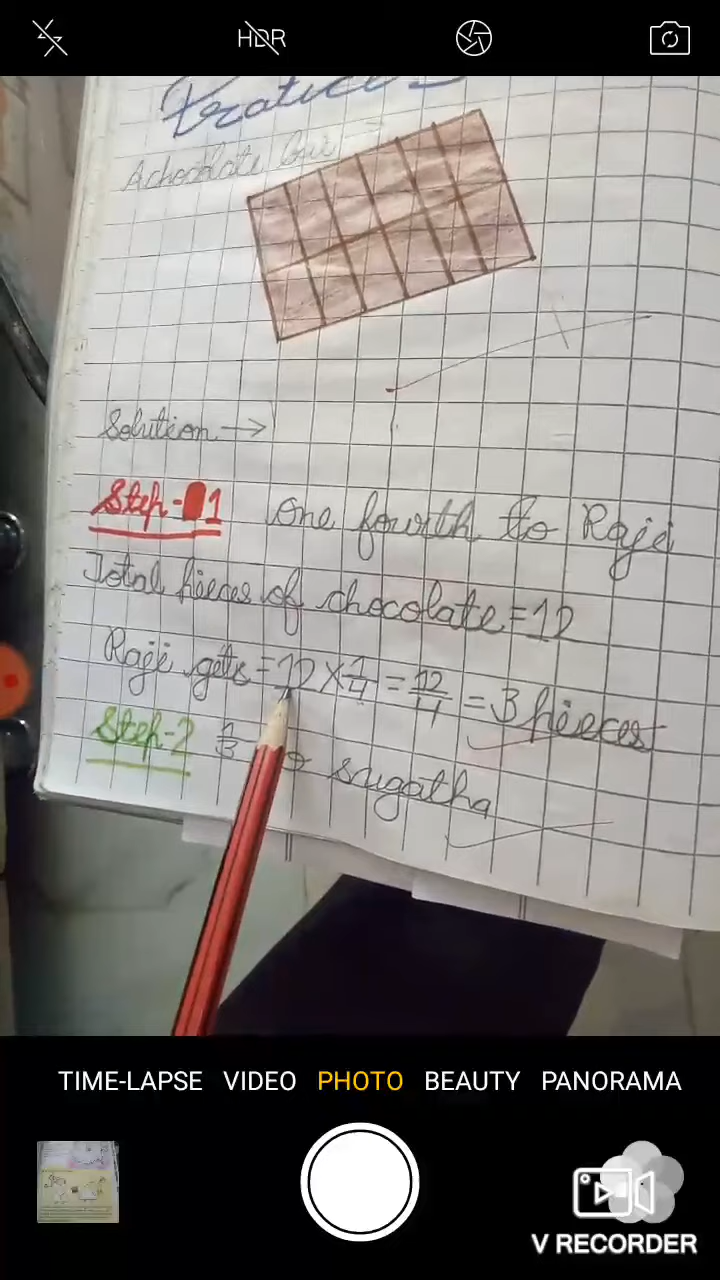 HDR
Pratice
A chocolate bar
Solution →
Step-1 One fourth to Raji
Total pieces of chocolate = 12
Raji gets = 12 × 1/4 = 12/4 = 3 pieces
Step-2 1/3 to Sugatha
TIME-LAPSE VIDEO PHOTO BEAUTY PANORAMA
V RECORDER